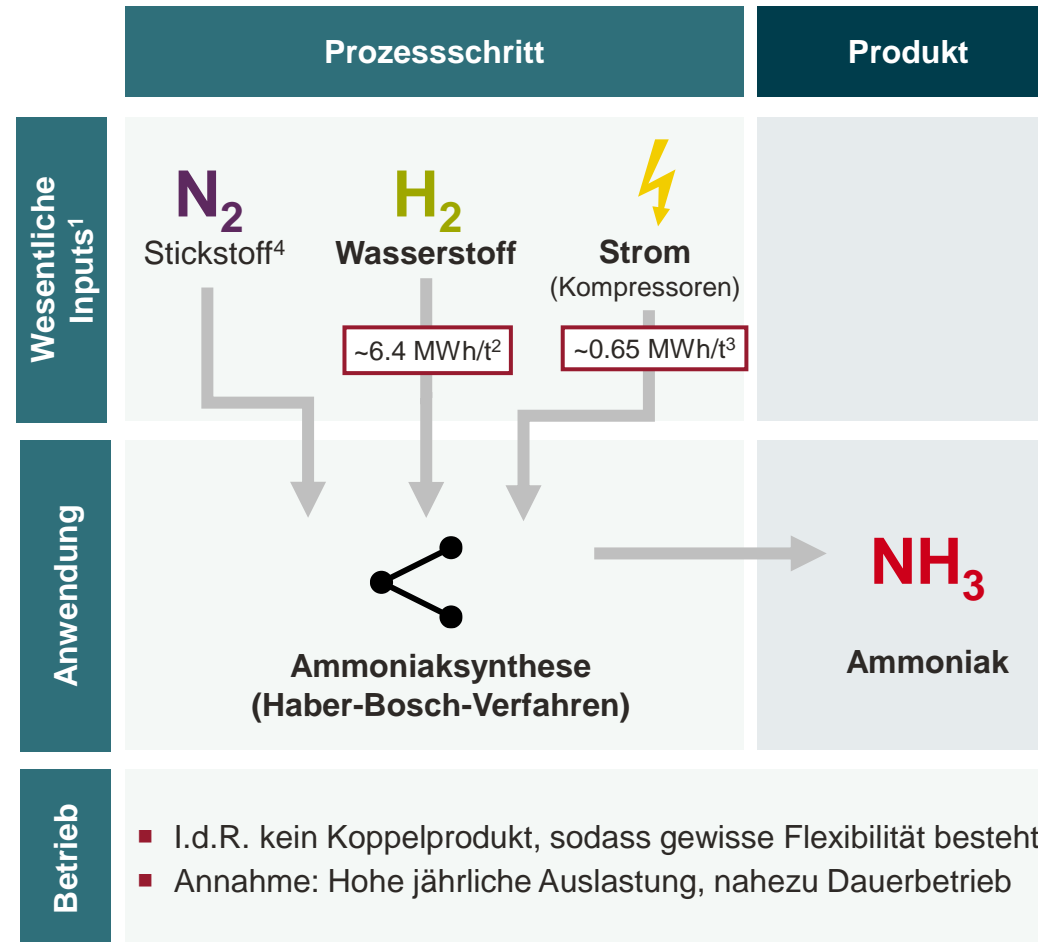 Prozessschritt
Produkt
Wesentliche
Inputs¹
N₂
Stickstoff⁴
H₂
Wasserstoff
Strom
(Kompressoren)
~6.4 MWh/t²
~0.65 MWh/t³
Anwendung
Ammoniaksynthese
(Haber-Bosch-Verfahren)
NH₃
Ammoniak
Betrieb
▪ I.d.R. kein Koppelprodukt, sodass gewisse Flexibilität besteht
▪ Annahme: Hohe jährliche Auslastung, nahezu Dauerbetrieb